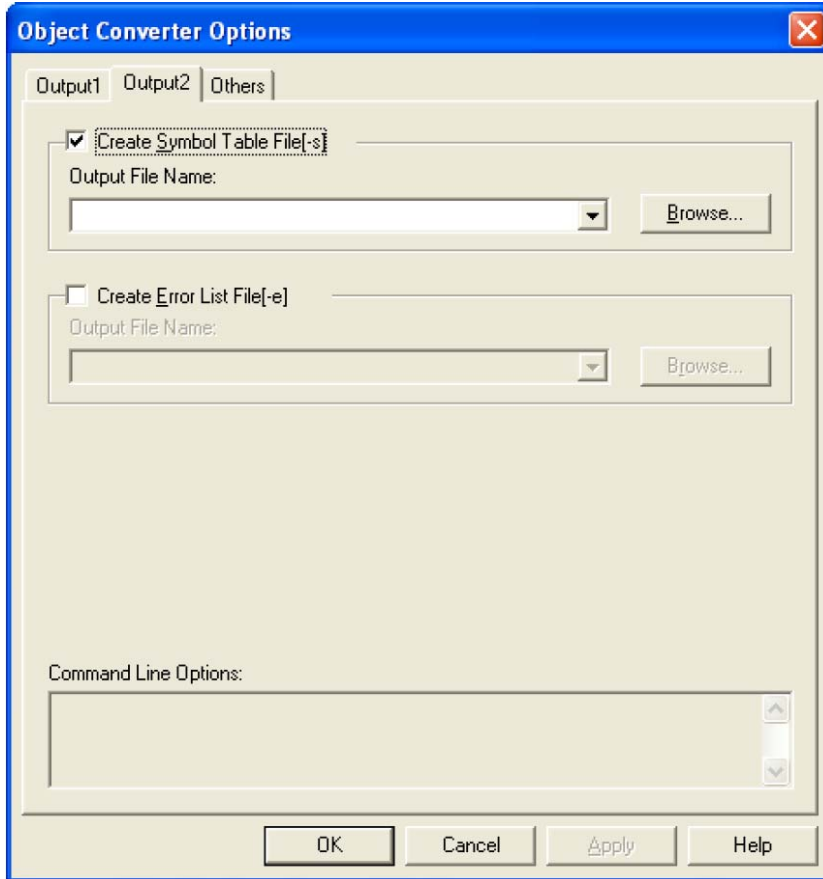 Object Converter Options
Output1 Output2 Others
Create Symbol Table File[-s]
Output File Name:
Browse...
Create Error List File[-e]
Output File Name:
Browse...
Command Line Options:
OK Cancel Apply Help